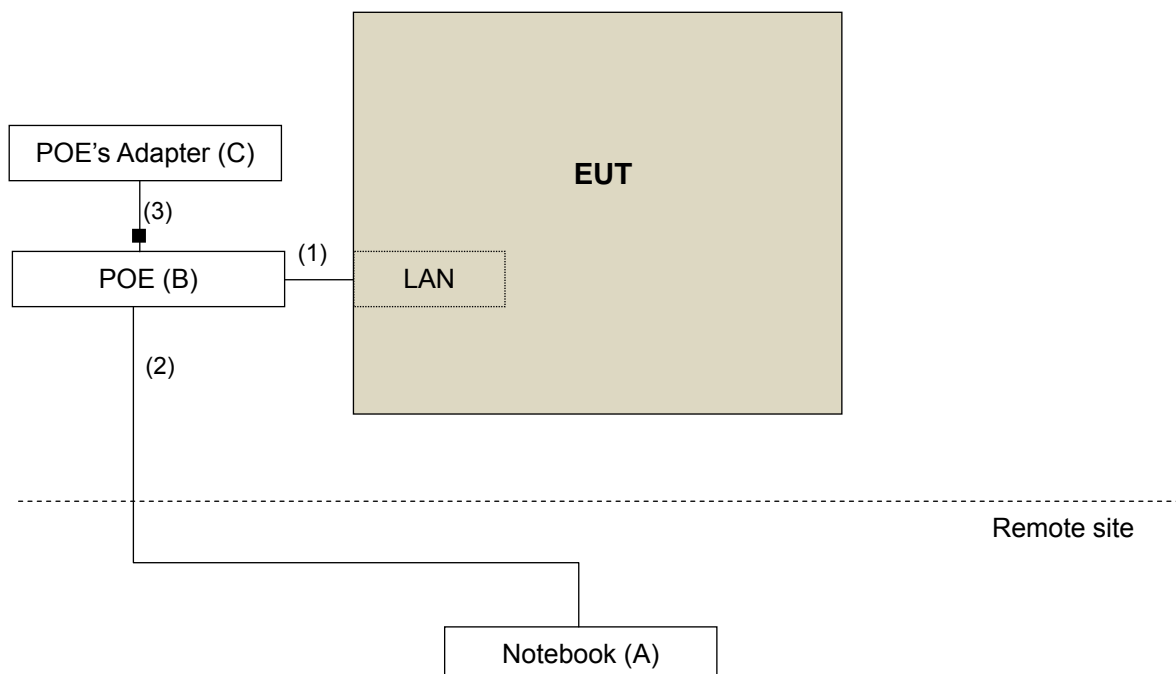 EUT
POE's Adapter (C)
(3)
(1)
POE (B)
LAN
(2)
Remote site
Notebook (A)